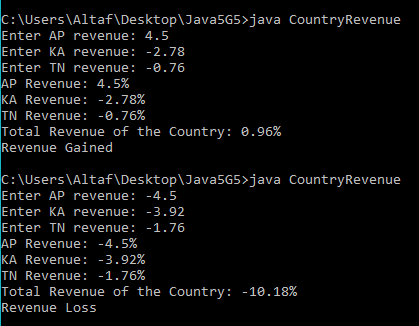 C:\Users\Altaf\Desktop\Java5G5>java CountryRevenue
Enter AP revenue: 4.5
Enter KA revenue: -2.78
Enter TN revenue: -0.76
AP Revenue: 4.5%
KA Revenue: -2.78%
TN Revenue: -0.76%
Total Revenue of the Country: 0.96%
Revenue Gained
C:\Users\Altaf\Desktop\Java5G5>java CountryRevenue
Enter AP revenue: -4.5
Enter KA revenue: -3.92
Enter TN revenue: -1.76
AP Revenue: -4.5%
KA Revenue: -3.92%
TN Revenue: -1.76%
Total Revenue of the Country: -10.18%
Revenue Loss